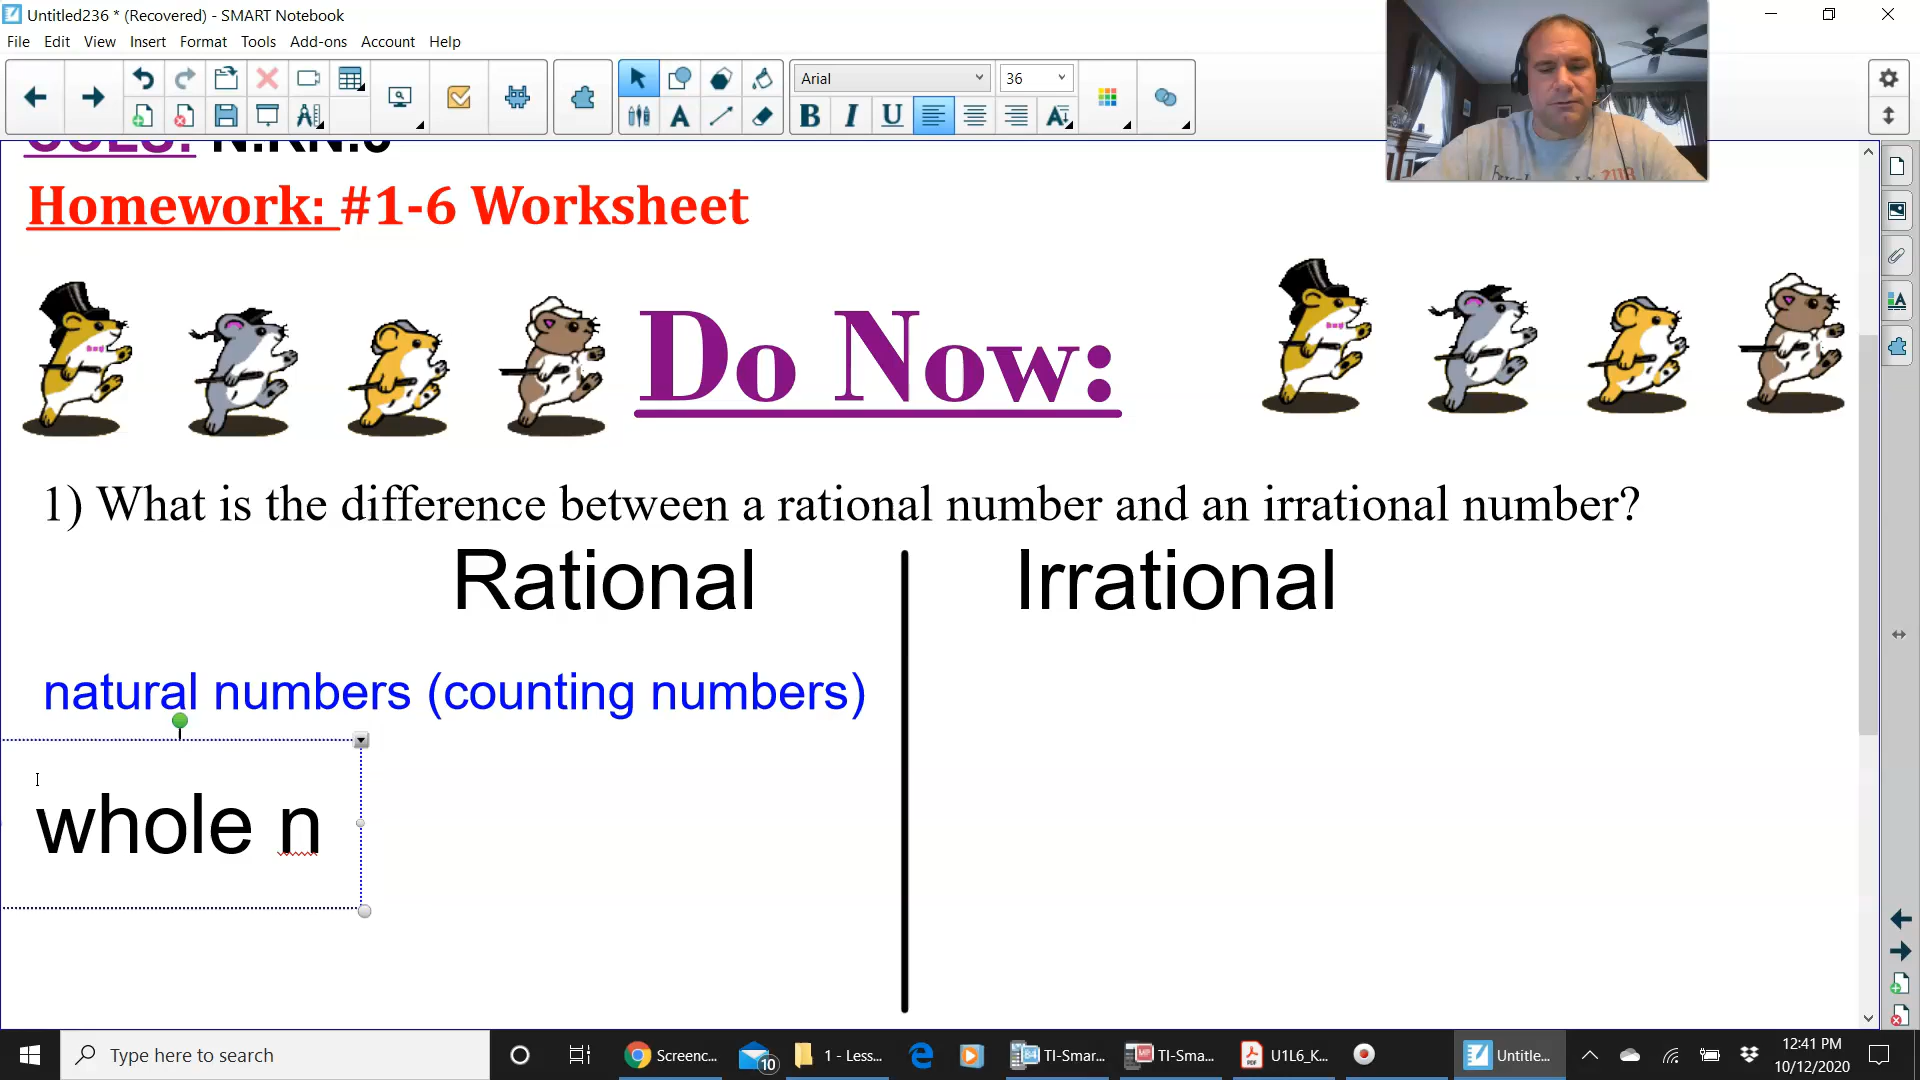 Untitled236 * (Recovered) - SMART Notebook
File Edit View Insert Format Tools Add-ons Account Help
Arial 36
B I U A
Homework: #1-6 Worksheet
Do Now:
1) What is the difference between a rational number and an irrational number?
Rational Irrational
natural numbers (counting numbers)
whole n
Type here to search
10
Screenc...
1 - Less...
TI-Smar...
TI-Sma...
U1L6_K...
Untitle...
12:41 PM
10/12/2020